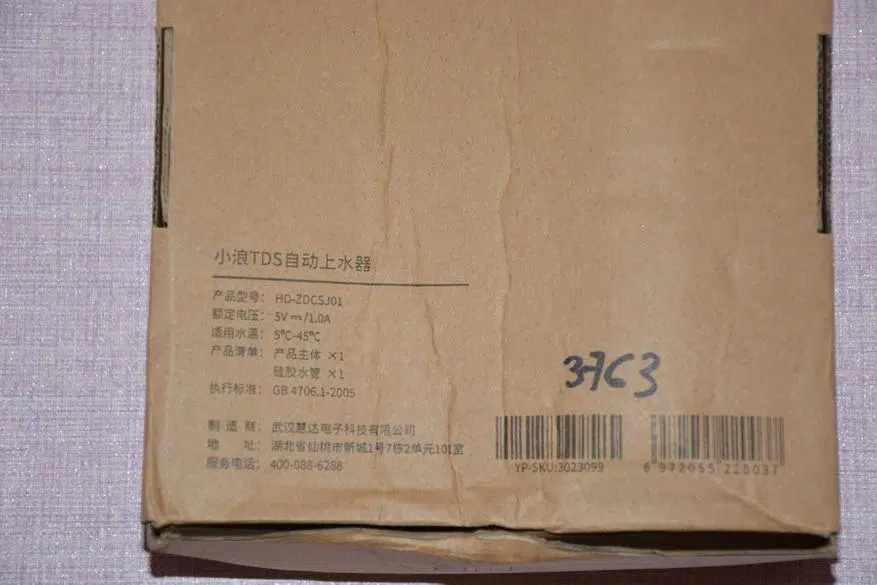 小浪TDS自动上水器
产品型号： HD-ZDCSJ01
额定电压： 5V⎓/1.0A
适用水温： 5℃-45℃
产品清单： 产品主体 ×1
硅胶水管 ×1
执行标准： GB 4706.1-2005
制 造 商： 武汉慧达电子科技有限公司
地 址： 湖北省仙桃市新城1号7栋2单元101室
服务电话： 400-088-6288
3763
YP-SKU:3023099
6 972055 220037